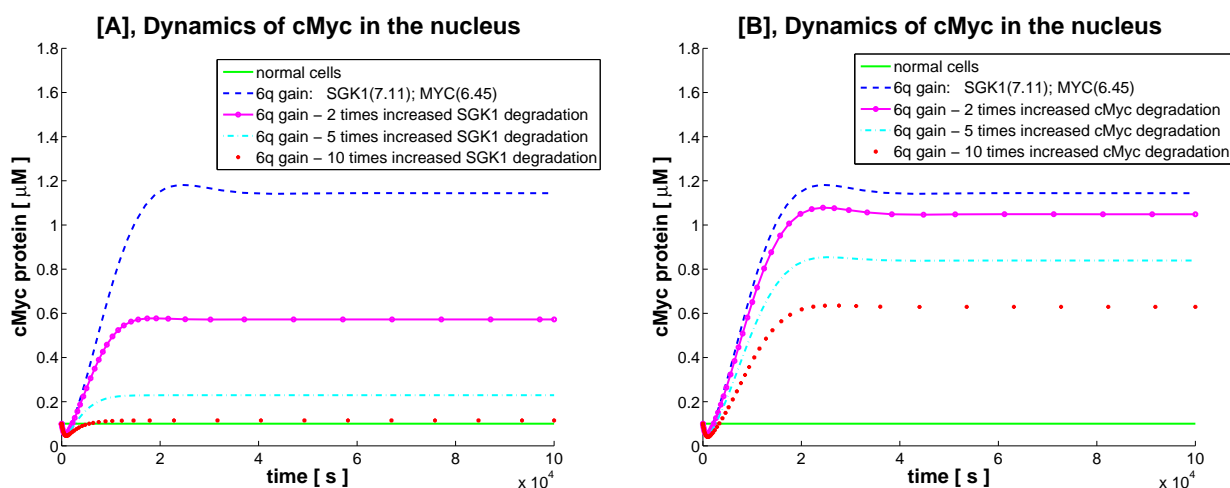 [A], Dynamics of cMyc in the nucleus
cMyc protein [ μM ]
1.8
1.6
1.4
1.2
1
0.8
0.6
0.4
0.2
0
normal cells
6q gain: SGK1(7.11); MYC(6.45)
6q gain – 2 times increased SGK1 degradation
6q gain – 5 times increased SGK1 degradation
6q gain – 10 times increased SGK1 degradation
0 2 4 6 8 10
time [ s ]
x 10^4
[B], Dynamics of cMyc in the nucleus
cMyc protein [ μM ]
1.8
1.6
1.4
1.2
1
0.8
0.6
0.4
0.2
0
normal cells
6q gain: SGK1(7.11); MYC(6.45)
6q gain – 2 times increased cMyc degradation
6q gain – 5 times increased cMyc degradation
6q gain – 10 times increased cMyc degradation
0 2 4 6 8 10
time [ s ]
x 10^4